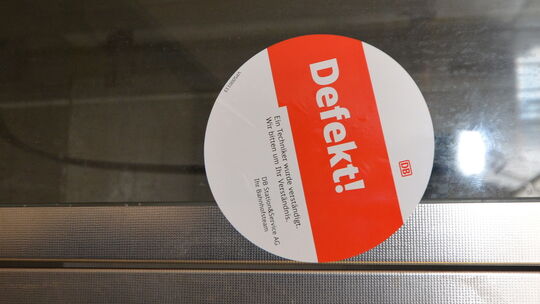 Defekt!
DB
Ein Techniker wurde verständigt.
Wir bitten um Ihr Verständnis.
DB Station&Service AG
Ihr Bahnhofsteam